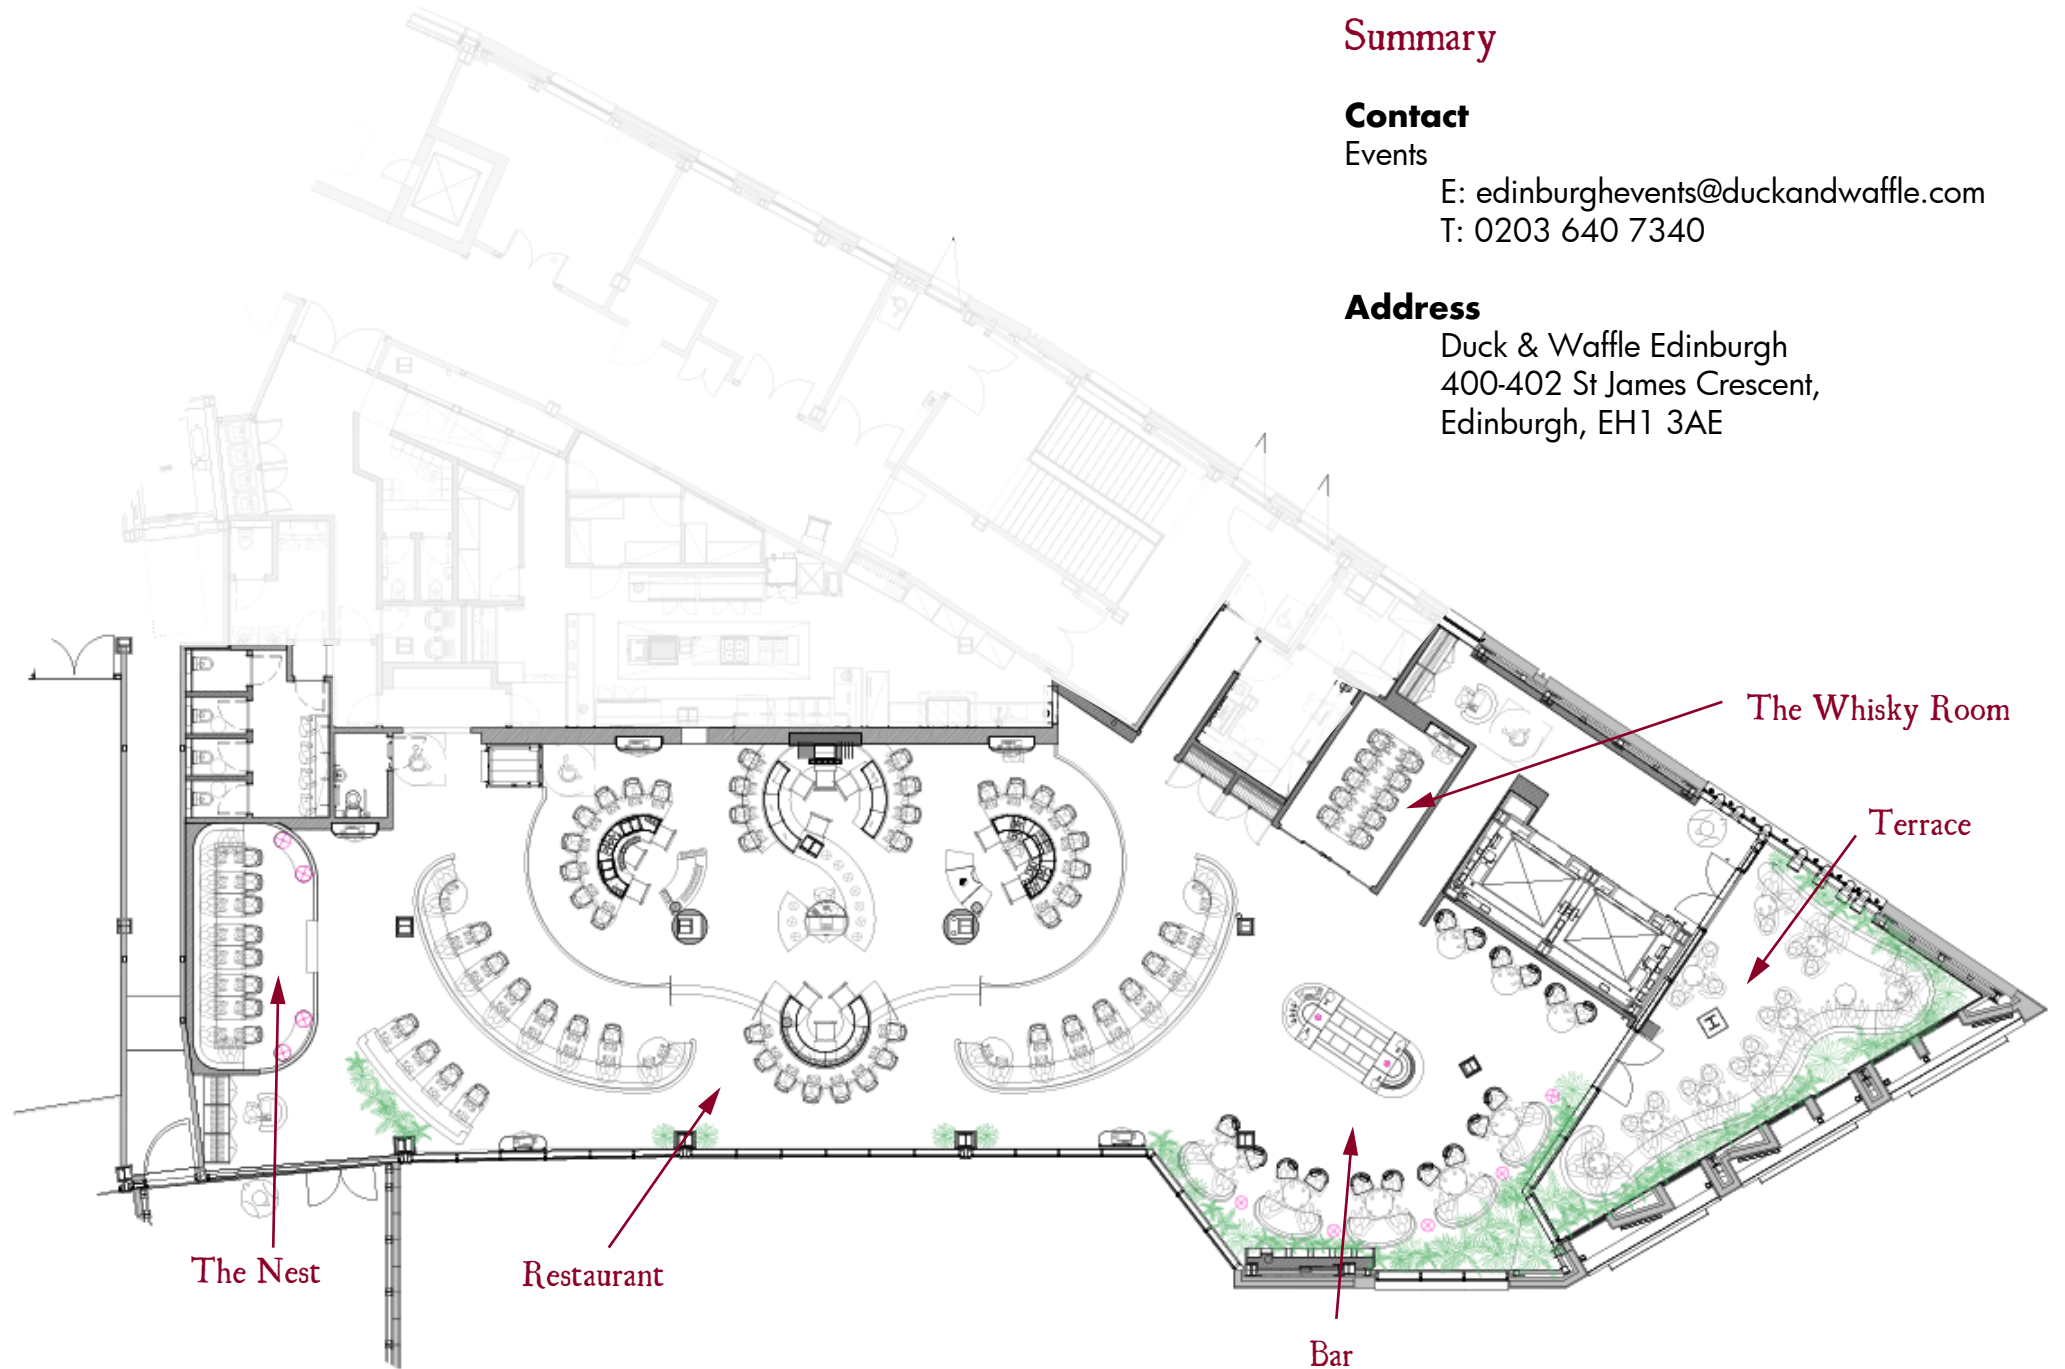 Summary
Contact
Events
E: edinburghevents@duckandwaffle.com
T: 0203 640 7340
Address
Duck & Waffle Edinburgh
400-402 St James Crescent,
Edinburgh, EH1 3AE
The Whisky Room
Terrace
H
The Nest
Restaurant
Bar